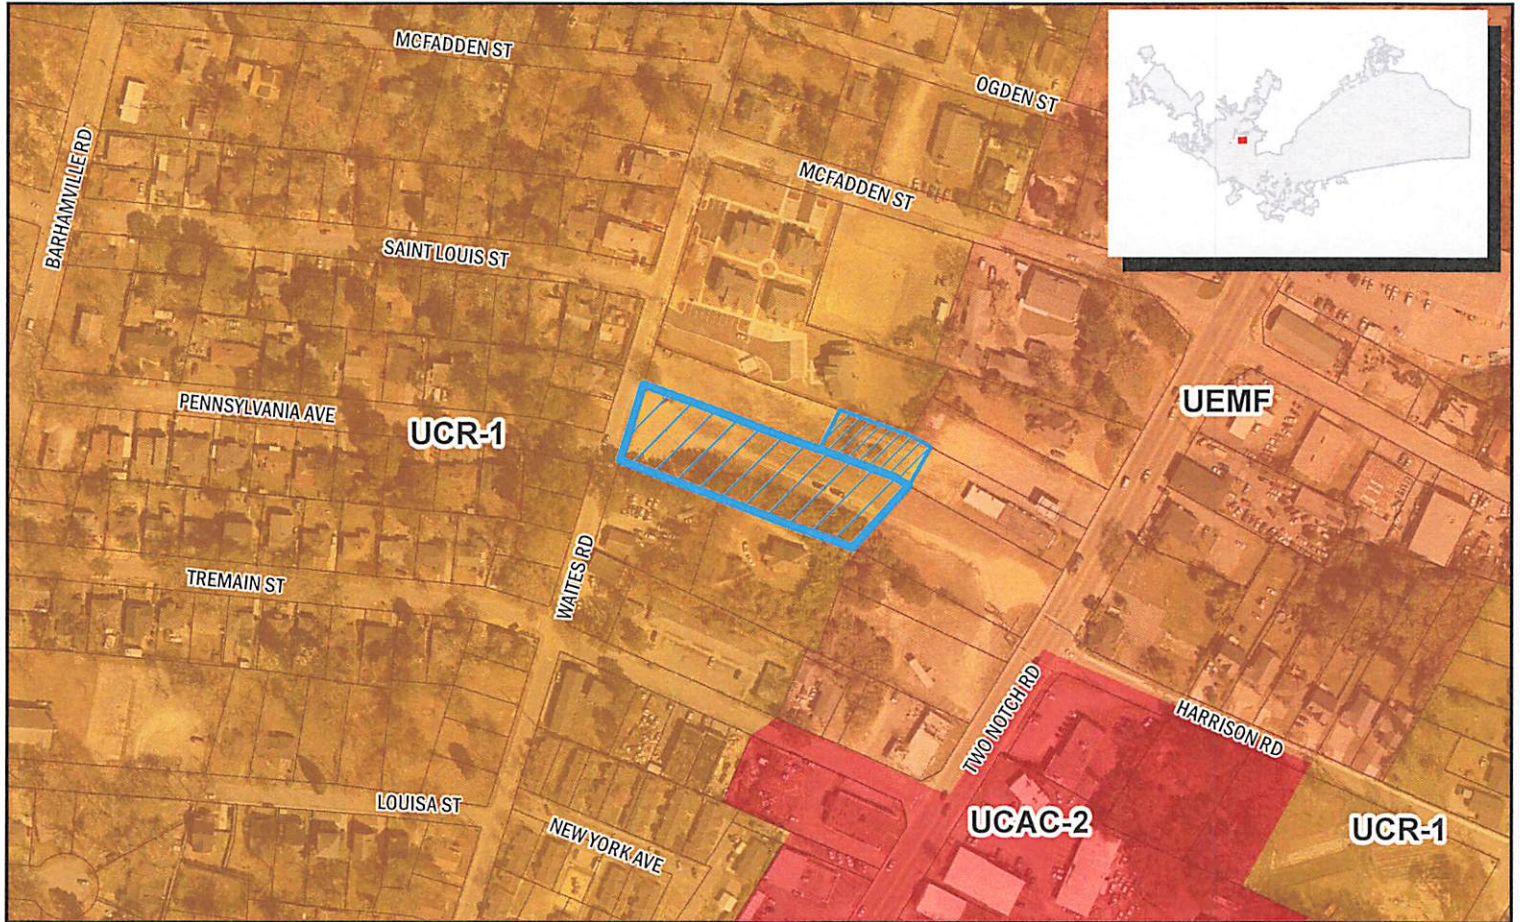 MCFADDEN ST
OGDEN ST
BARHAMVILLE RD
MCFADDEN ST
SAINT LOUIS ST
UEMF
PENNSYLVANIA AVE
UCR-1
WAITES RD
TREMAIN ST
TWO NOTCH RD
HARRISON RD
LOUISA ST
NEW YORK AVE
UCAC-2
UCR-1